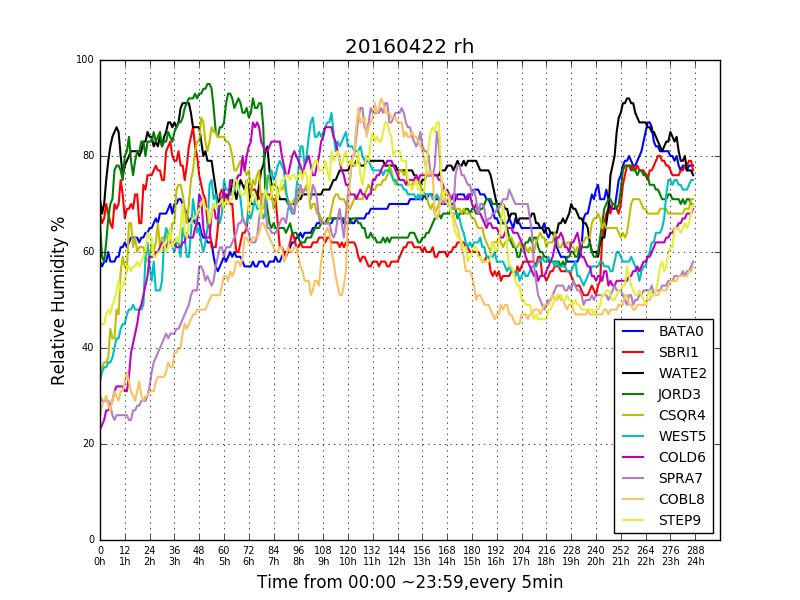 20160422 rh
Relative Humidity %
100
80
60
40
20
0
BATA0
SBRI1
WATE2
JORD3
CSQR4
WEST5
COLD6
SPRA7
COBL8
STEP9
0 12 24 36 48 60 72 84 96 108 120 132 144 156 168 180 192 204 216 228 240 252 264 276 288
0h 1h 2h 3h 4h 5h 6h 7h 8h 9h 10h 11h 12h 13h 14h 15h 16h 17h 18h 19h 20h 21h 22h 23h 24h
Time from 00:00 ~23:59,every 5min